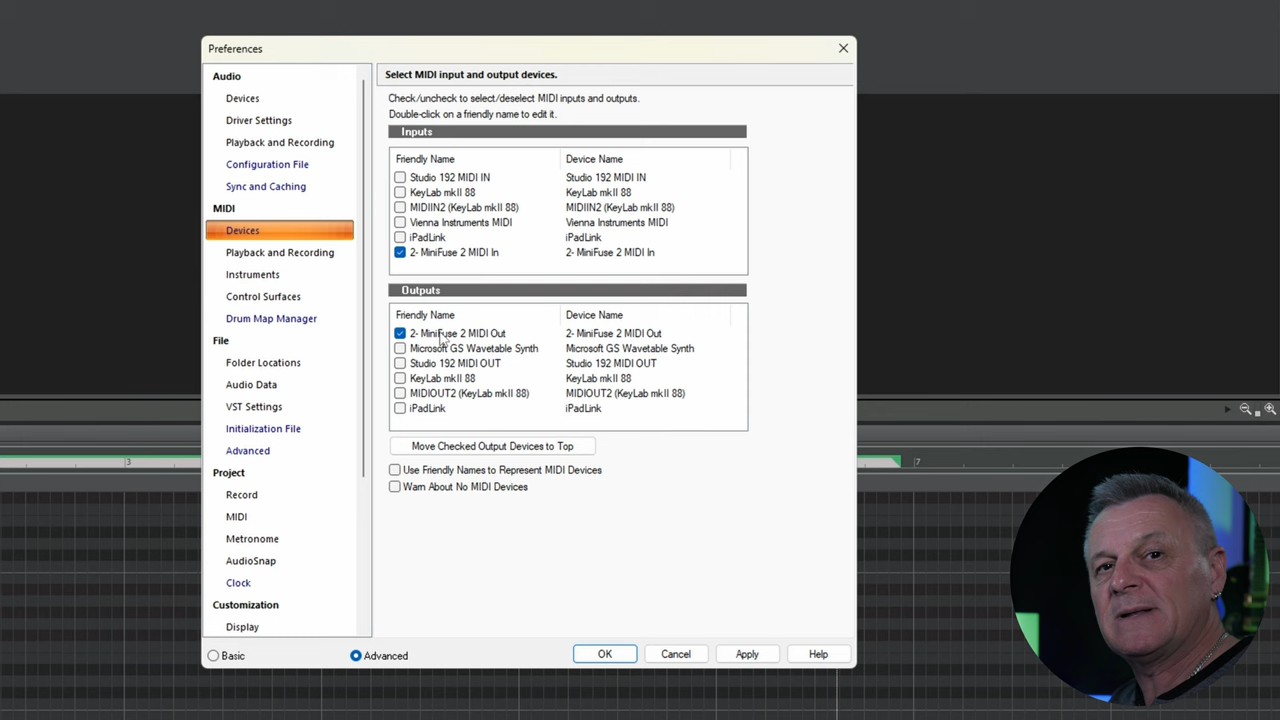 Preferences
Audio
Devices
Driver Settings
Playback and Recording
Configuration File
Sync and Caching
MIDI
Devices
Playback and Recording
Instruments
Control Surfaces
Drum Map Manager
File
Folder Locations
Audio Data
VST Settings
Initialization File
Advanced
Project
Record
MIDI
Metronome
AudioSnap
Clock
Customization
Display
Basic
Advanced
Select MIDI input and output devices.
Check/uncheck to select/deselect MIDI inputs and outputs.
Double-click on a friendly name to edit it.
Inputs
Friendly Name Device Name
Studio 192 MIDI IN Studio 192 MIDI IN
KeyLab mkII 88 KeyLab mkII 88
MIDIIN2 (KeyLab mkII 88) MIDIIN2 (KeyLab mkII 88)
Vienna Instruments MIDI Vienna Instruments MIDI
iPadLink iPadLink
2- MiniFuse 2 MIDI In 2- MiniFuse 2 MIDI In
Outputs
Friendly Name Device Name
2- MiniFuse 2 MIDI Out 2- MiniFuse 2 MIDI Out
Microsoft GS Wavetable Synth Microsoft GS Wavetable Synth
Studio 192 MIDI OUT Studio 192 MIDI OUT
KeyLab mkII 88 KeyLab mkII 88
MIDIOUT2 (KeyLab mkII 88) MIDIOUT2 (KeyLab mkII 88)
iPadLink iPadLink
Move Checked Output Devices to Top
Use Friendly Names to Represent MIDI Devices
Warn About No MIDI Devices
OK Cancel Apply Help
3 7